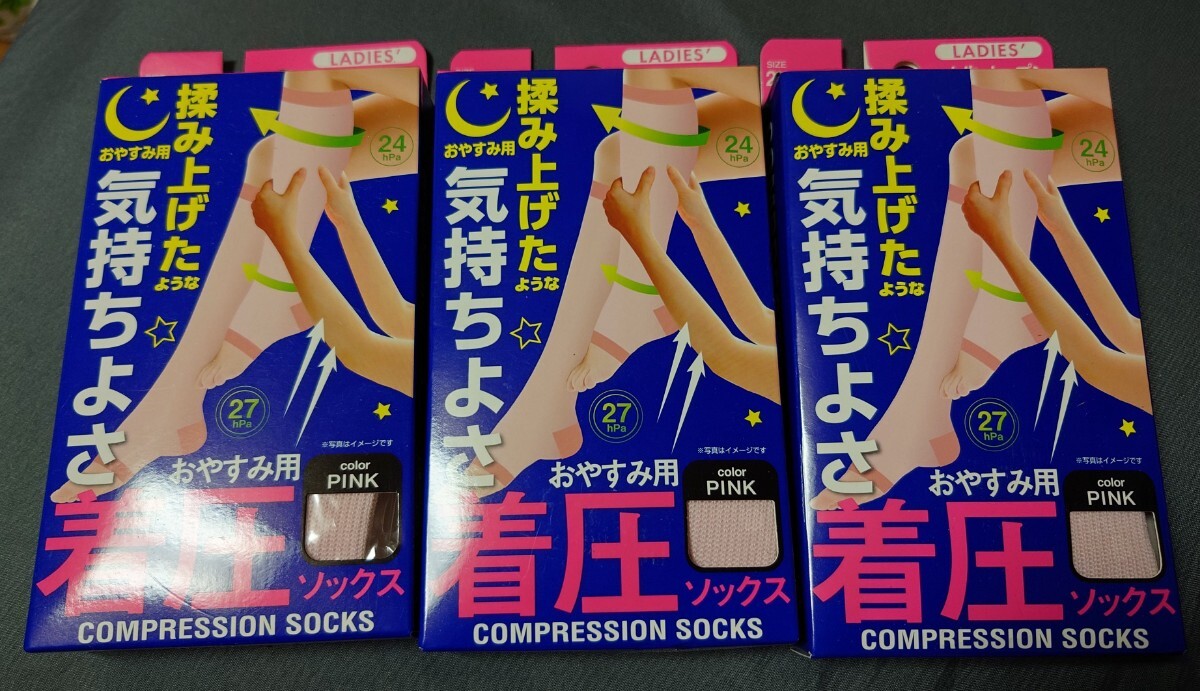 LADIES'
揉み上げたような
おやすみ用
気持ちよさ
24
hPa
27
hPa
※写真はイメージです
おやすみ用
color
PINK
着圧
ソックス
COMPRESSION SOCKS
LADIES'
揉み上げたような
おやすみ用
気持ちよさ
24
hPa
27
hPa
※写真はイメージです
おやすみ用
color
PINK
着圧
ソックス
COMPRESSION SOCKS
SIZE
LADIES'
揉み上げたような
おやすみ用
気持ちよさ
24
hPa
27
hPa
※写真はイメージです
おやすみ用
color
PINK
着圧
ソックス
COMPRESSION SOCKS